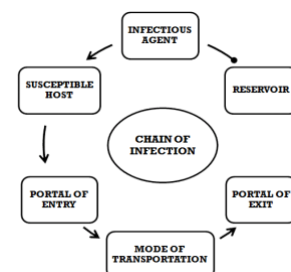 INFECTIOUS
AGENT
SUSCEPTIBLE
HOST
RESERVOIR
CHAIN OF
INFECTION
PORTAL OF
ENTRY
PORTAL OF
EXIT
MODE OF
TRANSPORTATION